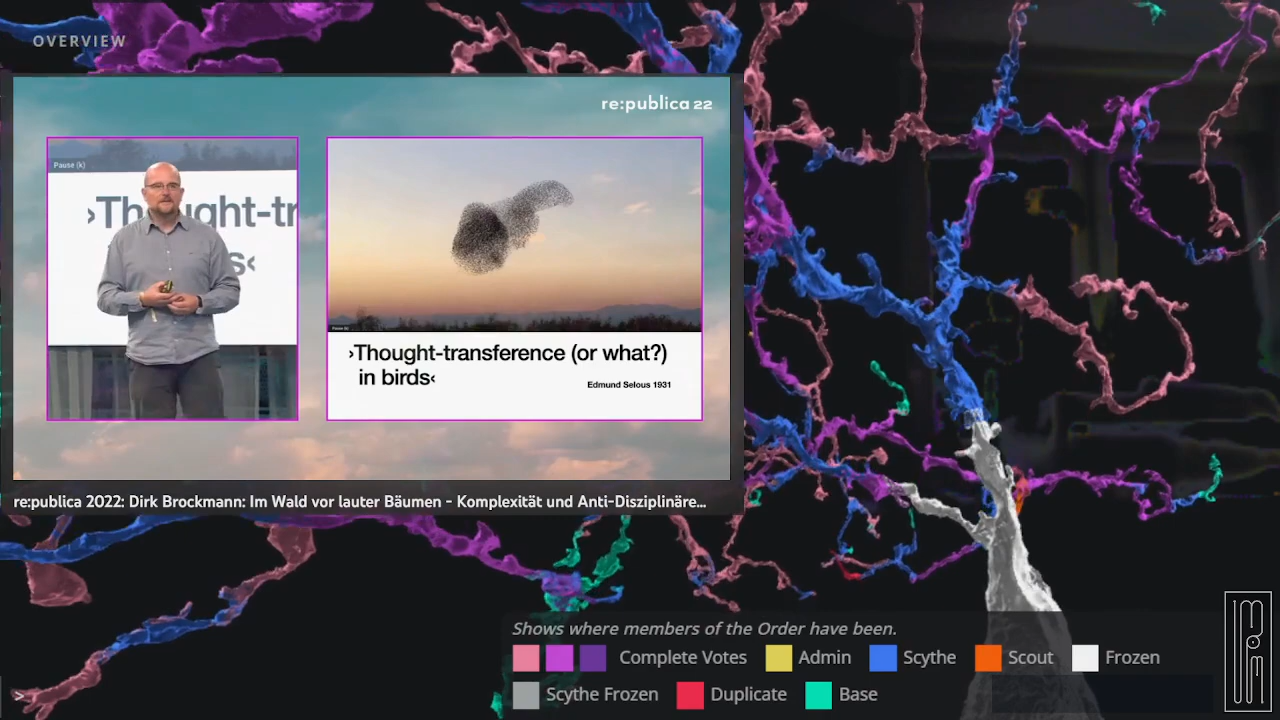 OVERVIEW
re:publica 22
Pause (k)
›Thought-tr
s‹
›Thought-transference (or what?)
in birds‹
Edmund Selous 1931
re:publica 2022: Dirk Brockmann: Im Wald vor lauter Bäumen - Komplexität und Anti-Disziplinäre...
Shows where members of the Order have been.
Complete Votes Admin Scythe Scout Frozen
Scythe Frozen Duplicate Base
>